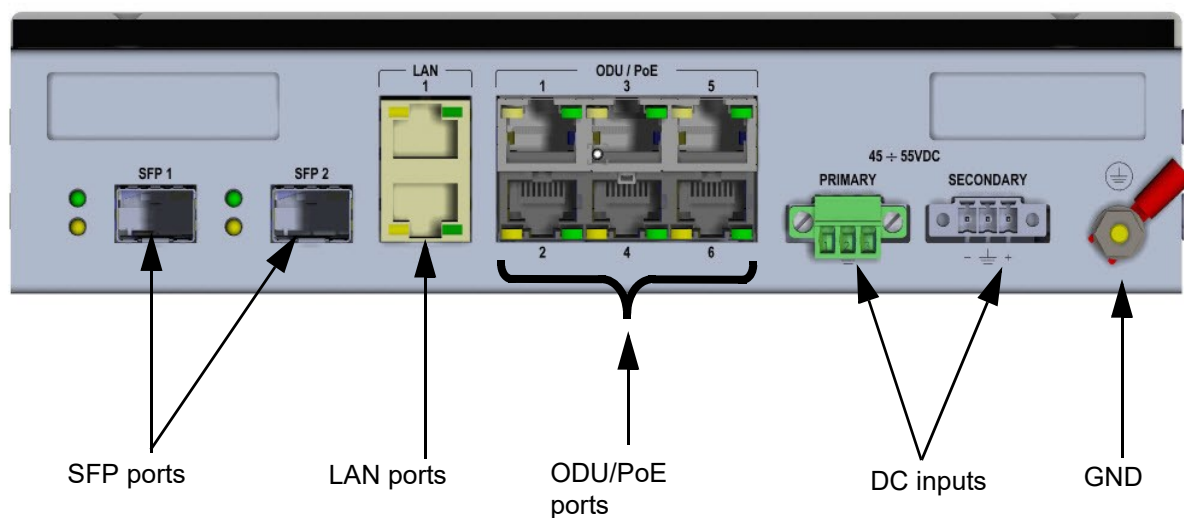 LAN
1
ODU / PoE
1 3 5
45 ÷ 55VDC
PRIMARY SECONDARY
SFP 1 SFP 2
2 4 6
- +
SFP ports
LAN ports
ODU/PoE
ports
DC inputs
GND